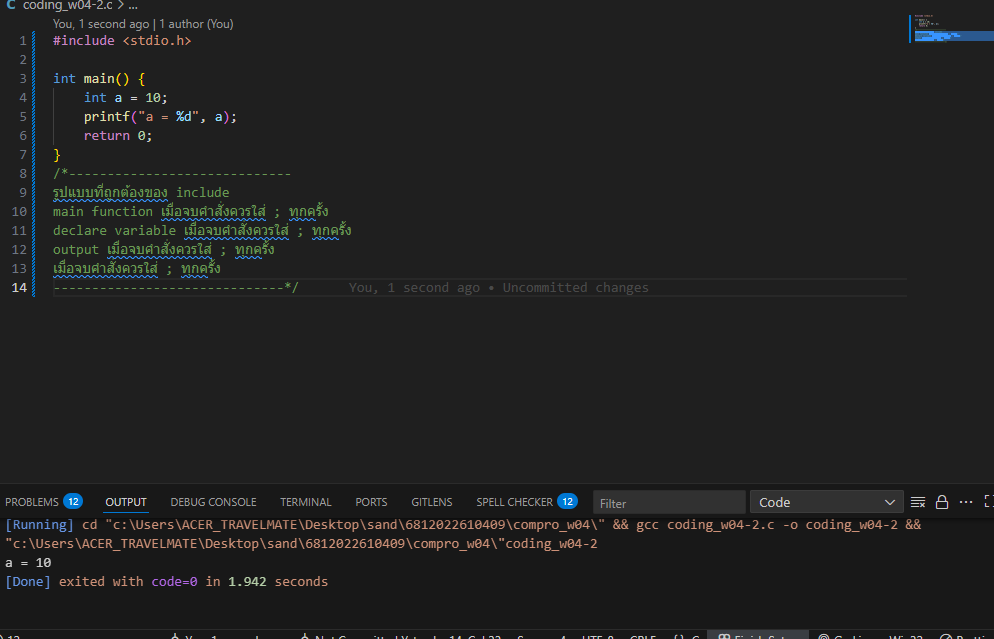 C coding_w04-2.c > ...
You, 1 second ago | 1 author (You)
1 #include <stdio.h>
2
3 int main() {
4 int a = 10;
5 printf("a = %d", a);
6 return 0;
7 }
8 /*-----------------------------
9 รูปแบบที่ถูกต้องของ include
10 main function เมื่อจบคำสั่งควรใส่ ; ทุกครั้ง
11 declare variable เมื่อจบคำสั่งควรใส่ ; ทุกครั้ง
12 output เมื่อจบคำสั่งควรใส่ ; ทุกครั้ง
13 เมื่อจบคำสั่งควรใส่ ; ทุกครั้ง
14 ------------------------------*/ You, 1 second ago • Uncommitted changes
PROBLEMS 12 OUTPUT DEBUG CONSOLE TERMINAL PORTS GITLENS SPELL CHECKER 12 Filter Code
[Running] cd "c:\Users\ACER_TRAVELMATE\Desktop\sand\6812022610409\compro_w04\" && gcc coding_w04-2.c -o coding_w04-2 &&
"c:\Users\ACER_TRAVELMATE\Desktop\sand\6812022610409\compro_w04\"coding_w04-2
a = 10
[Done] exited with code=0 in 1.942 seconds